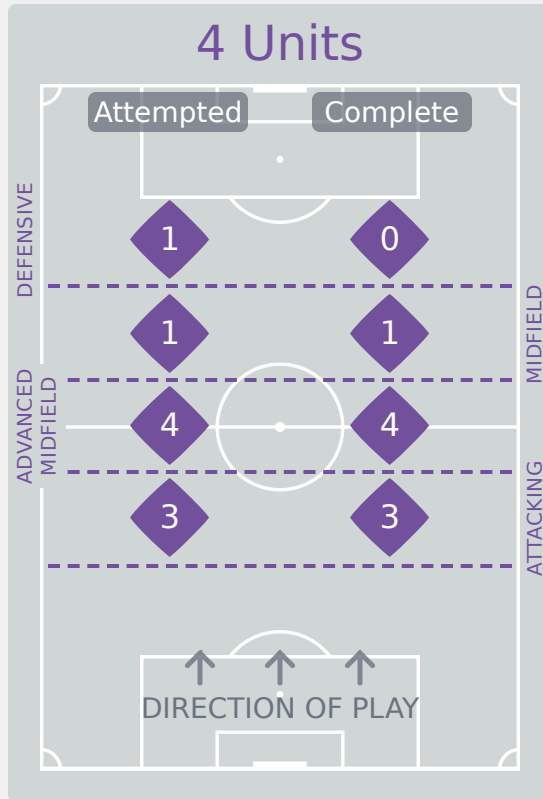 4 Units
Attempted Complete
DEFENSIVE
1 0
MIDFIELD
1 1
ADVANCED
MIDFIELD
4 4
ATTACKING
3 3
DIRECTION OF PLAY